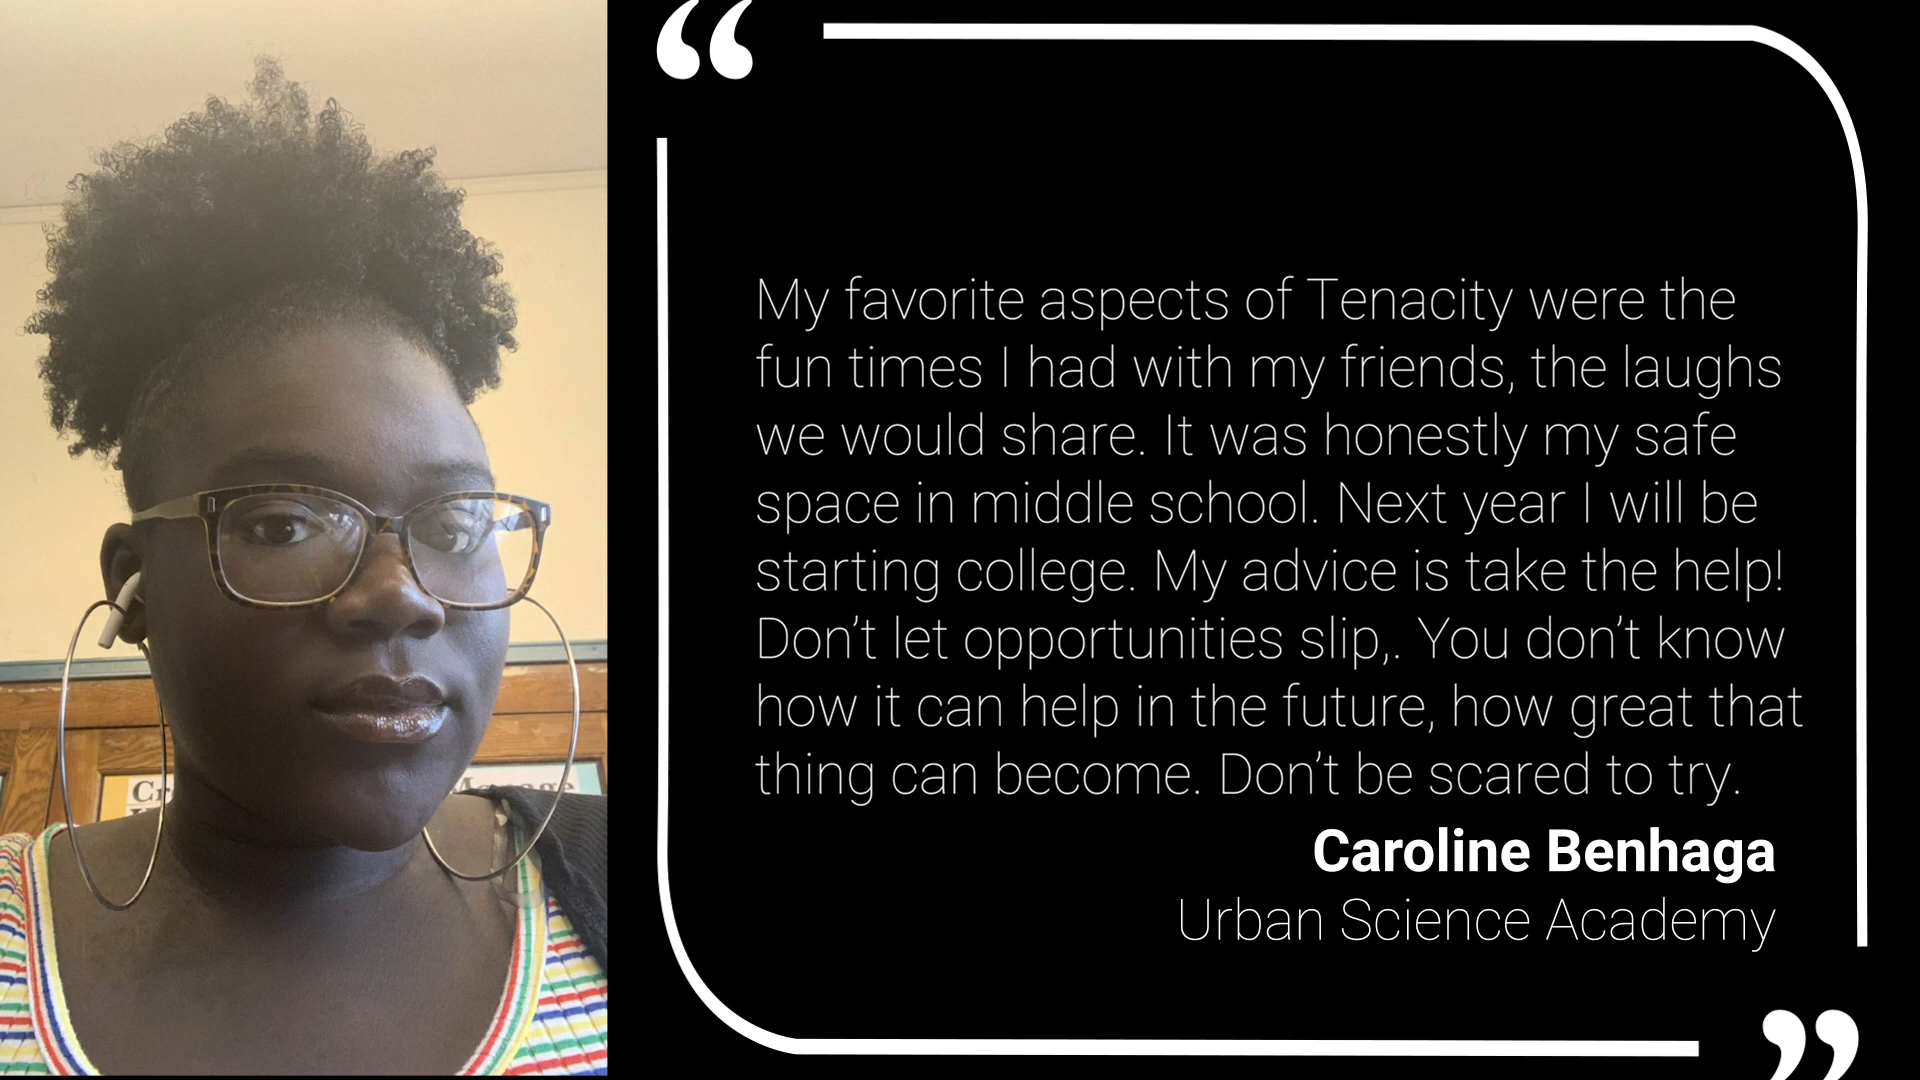 “
My favorite aspects of Tenacity were the
fun times I had with my friends, the laughs
we would share. It was honestly my safe
space in middle school. Next year I will be
starting college. My advice is take the help!
Don’t let opportunities slip,. You don’t know
how it can help in the future, how great that
thing can become. Don’t be scared to try.
Caroline Benhaga
Urban Science Academy
”